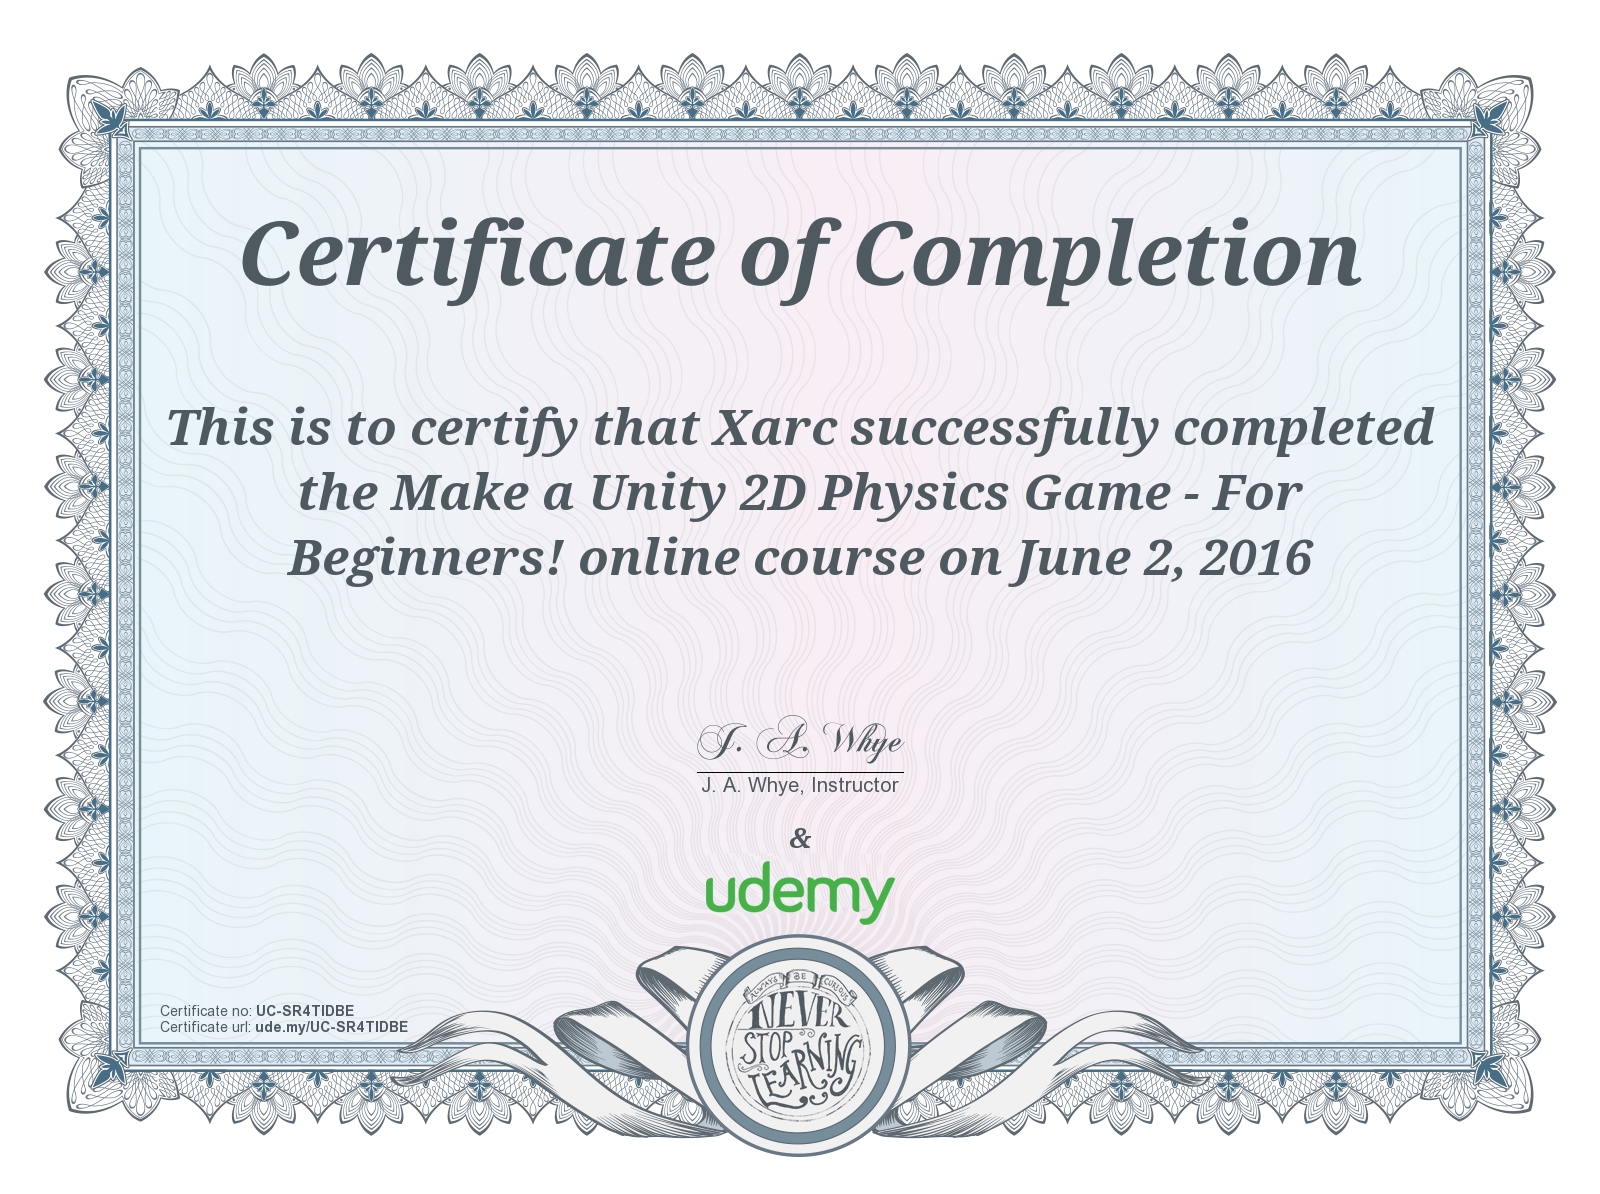 Certificate of Completion
This is to certify that Xarc successfully completed
the Make a Unity 2D Physics Game - For
Beginners! online course on June 2, 2016
J. A. Whye
J. A. Whye, Instructor
&
udemy
Certificate no: UC-SR4TIDBE
Certificate url: ude.my/UC-SR4TIDBE
ALWAYS BE CURIOUS
NEVER
STOP
LEARNING